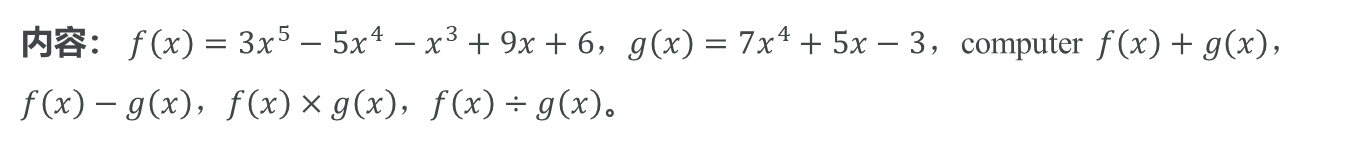 内容： f(x) = 3x⁵ − 5x⁴ − x³ + 9x + 6，g(x) = 7x⁴ + 5x − 3，computer f(x) + g(x)，
f(x) − g(x)，f(x) × g(x)，f(x) ÷ g(x)。